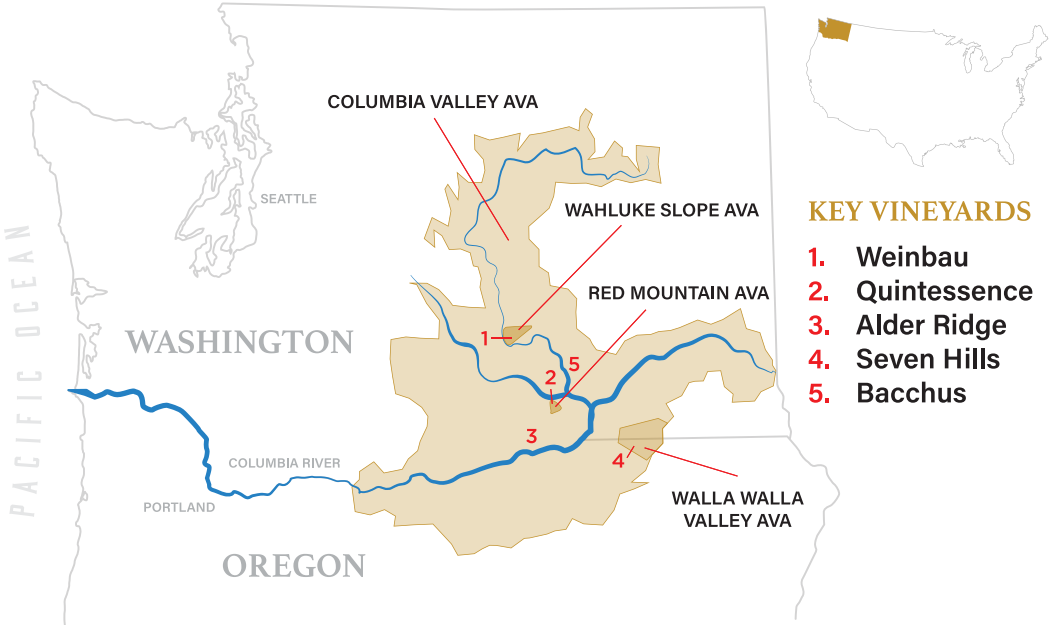 COLUMBIA VALLEY AVA
SEATTLE
WAHLUKE SLOPE AVA
RED MOUNTAIN AVA
PACIFIC OCEAN
WASHINGTON
1
5
2
3
4
COLUMBIA RIVER
PORTLAND
WALLA WALLA
VALLEY AVA
OREGON
KEY VINEYARDS
1. Weinbau
2. Quintessence
3. Alder Ridge
4. Seven Hills
5. Bacchus